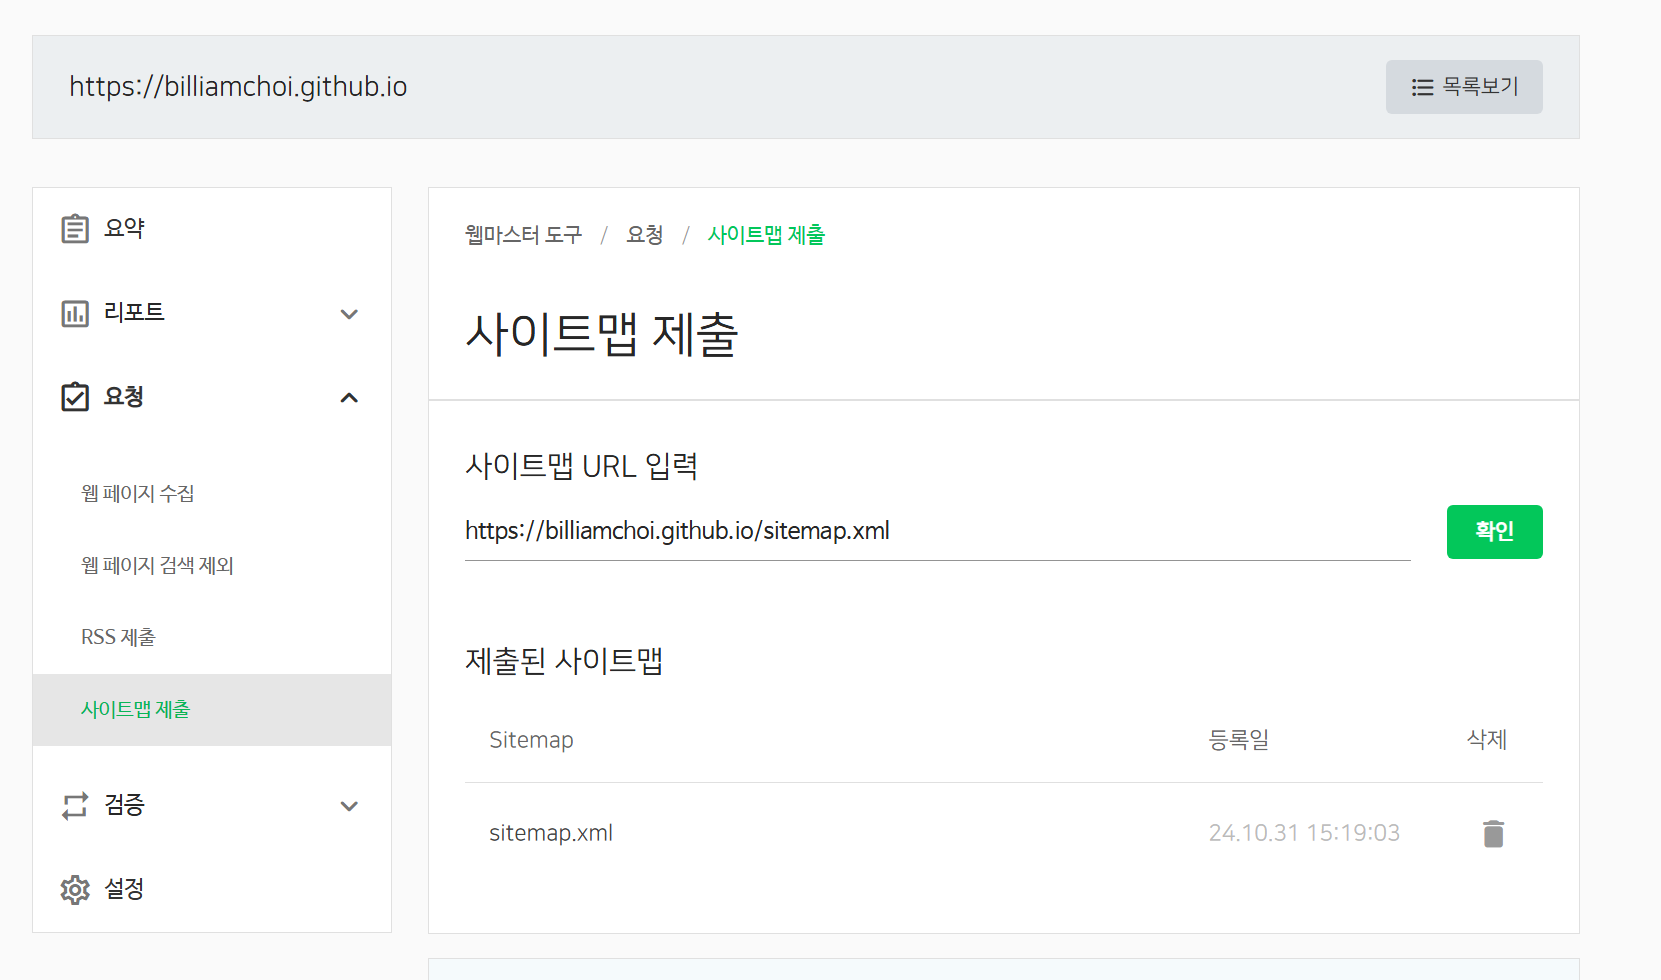 https://billiamchoi.github.io
목록보기
요약
리포트
요청
웹 페이지 수집
웹 페이지 검색 제외
RSS 제출
사이트맵 제출
검증
설정
웹마스터 도구 / 요청 / 사이트맵 제출
사이트맵 제출
사이트맵 URL 입력
https://billiamchoi.github.io/sitemap.xml
확인
제출된 사이트맵
Sitemap 등록일 삭제
sitemap.xml 24.10.31 15:19:03